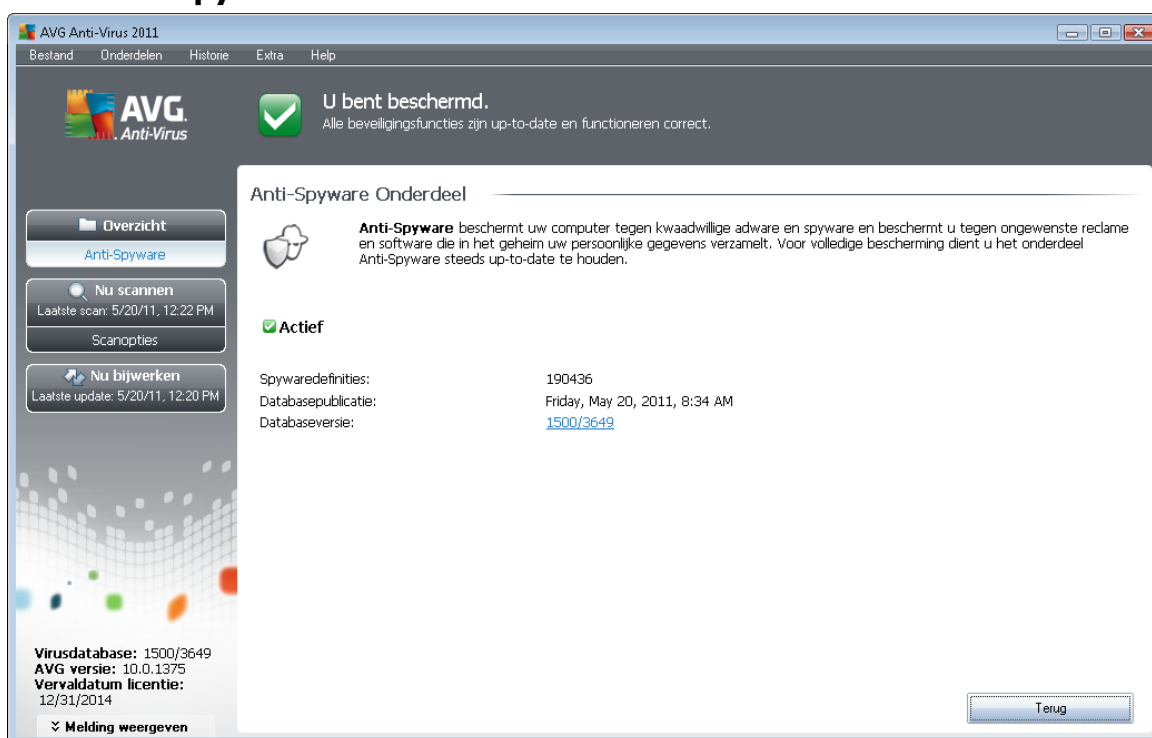 AVG Anti-Virus 2011
Bestand Onderdelen Historie Extra Help
AVG.
Anti-Virus
U bent beschermd.
Alle beveiligingsfuncties zijn up-to-date en functioneren correct.
Overzicht
Anti-Spyware
Nu scannen
Laatste scan: 5/20/11, 12:22 PM
Scanopties
Nu bijwerken
Laatste update: 5/20/11, 12:20 PM
Virusdatabase: 1500/3649
AVG versie: 10.0.1375
Vervaldatum licentie:
12/31/2014
Melding weergeven
Anti-Spyware Onderdeel
Anti-Spyware beschermt uw computer tegen kwaadwillige adware en spyware en beschermt u tegen ongewenste reclame
en software die in het geheim uw persoonlijke gegevens verzamelt. Voor volledige bescherming dient u het onderdeel
Anti-Spyware steeds up-to-date te houden.
Actief
Spywaredefinities: 190436
Databasepublicatie: Friday, May 20, 2011, 8:34 AM
Databaseversie: 1500/3649
Terug